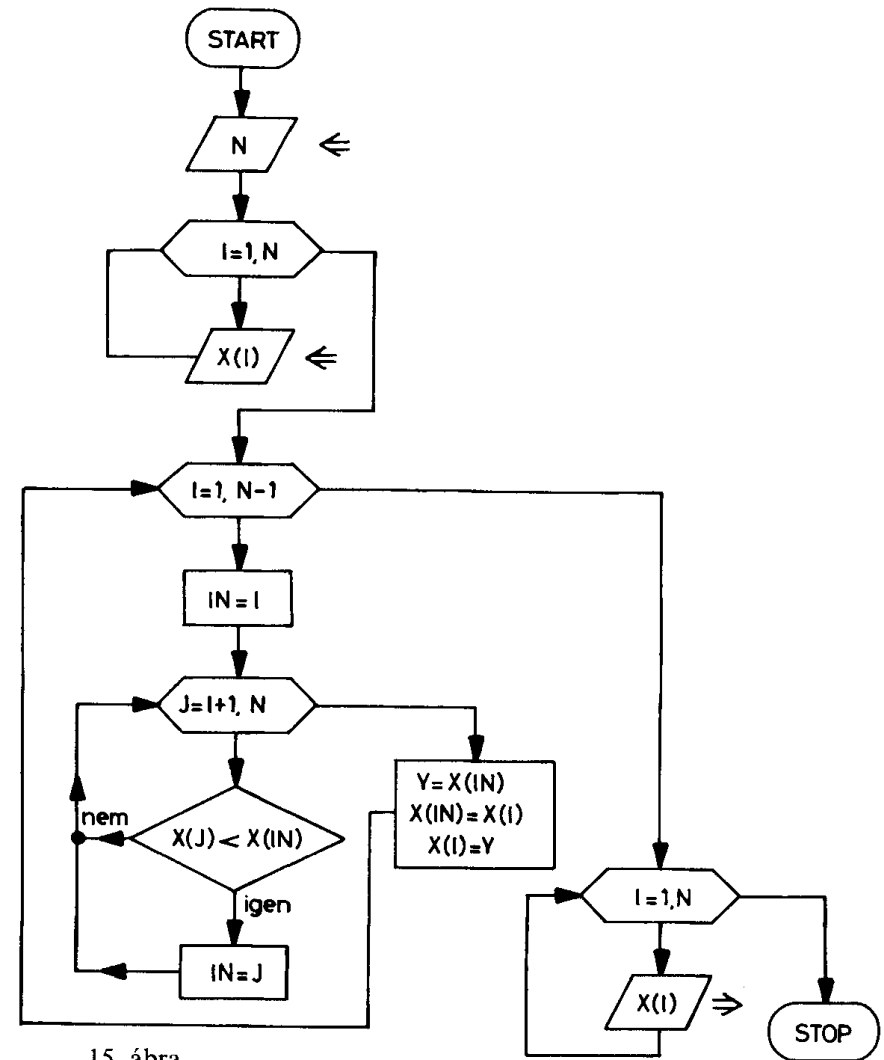 START
N
I=1, N
X(I)
I=1, N-1
IN=I
J=I+1, N
X(J)<X(IN)
nem
igen
IN=J
Y=X(IN)
X(IN)=X(I)
X(I)=Y
I=1,N
X(I)
STOP
15. ábra